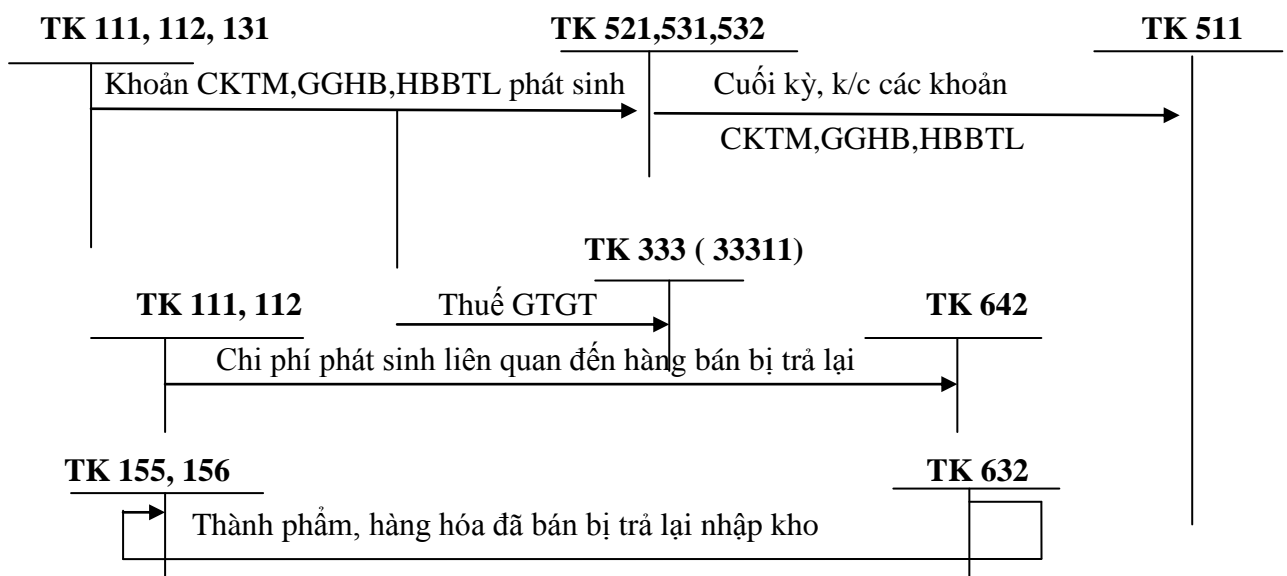 TK 111, 112, 131 TK 521,531,532 TK 511
Khoản CKTM,GGHB,HBBTL phát sinh Cuối kỳ, k/c các khoản
CKTM,GGHB,HBBTL
TK 333 ( 33311)
TK 111, 112 Thuế GTGT TK 642
Chi phí phát sinh liên quan đến hàng bán bị trả lại
TK 155, 156 TK 632
Thành phẩm, hàng hóa đã bán bị trả lại nhập kho